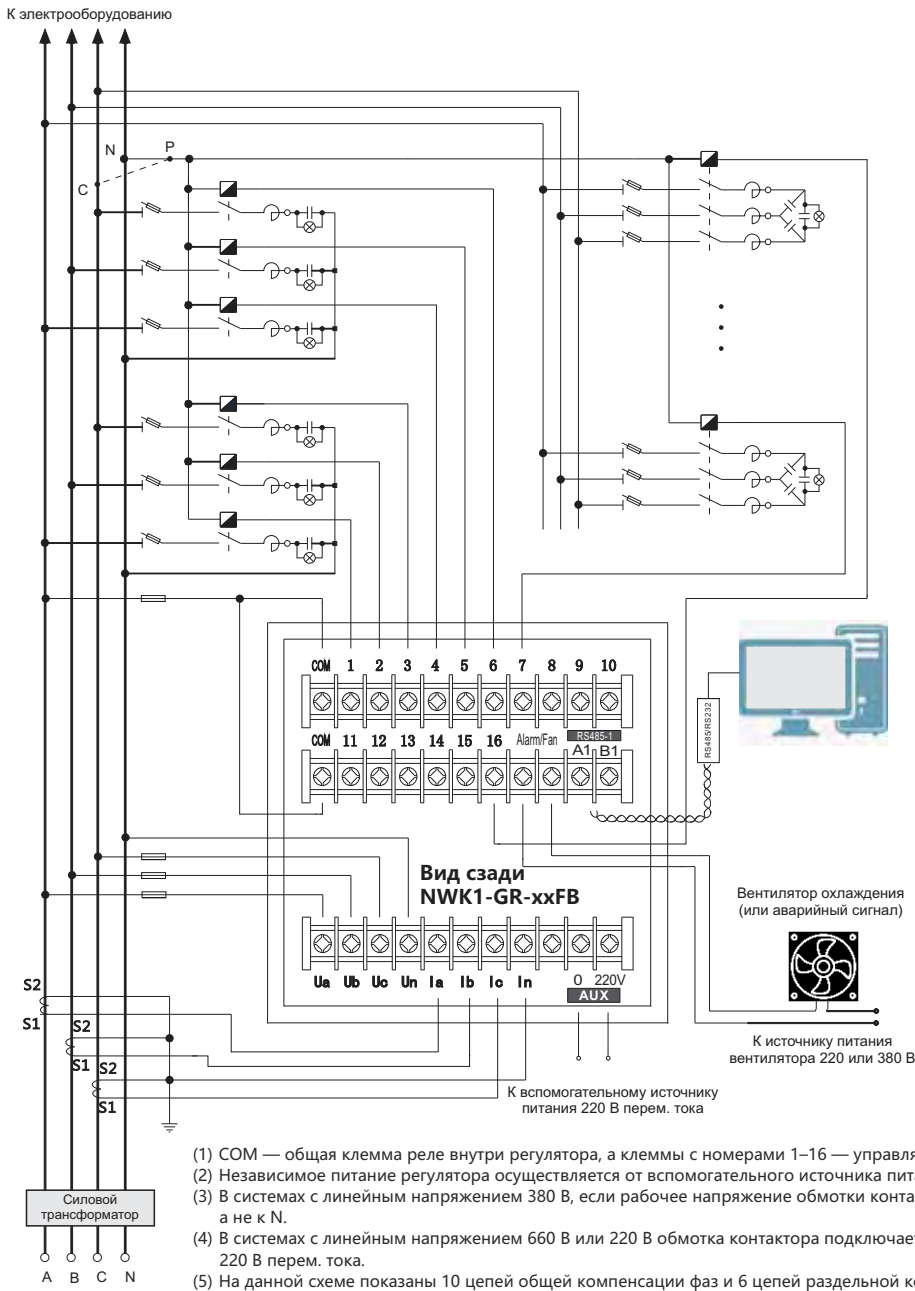 К электрооборудованию
N
P
C
COM 1 2 3 4 5 6 7 8 9 10
RS485/RS232
COM 11 12 13 14 15 16 Alarm/Fan RS485-1
A1 B1
Вид сзади
NWK1-GR-xxFB
Вентилятор охлаждения
(или аварийный сигнал)
Ua Ub Uc Un Ia Ib Ic In 0 220V
AUX
S2
S1
S2
S1
S2
S1
К источнику питания
вентилятора 220 или 380 В
К вспомогательному источнику
питания 220 В перем. тока
(1) COM — общая клемма реле внутри регулятора, а клеммы с номерами 1–16 — управля
(2) Независимое питание регулятора осуществляется от вспомогательного источника пит
(3) В системах с линейным напряжением 380 В, если рабочее напряжение обмотки конта
а не к N.
(4) В системах с линейным напряжением 660 В или 220 В обмотка контактора подключае
220 В перем. тока.
(5) На данной схеме показаны 10 цепей общей компенсации фаз и 6 цепей раздельной к
Силовой
трансформатор
A B C N